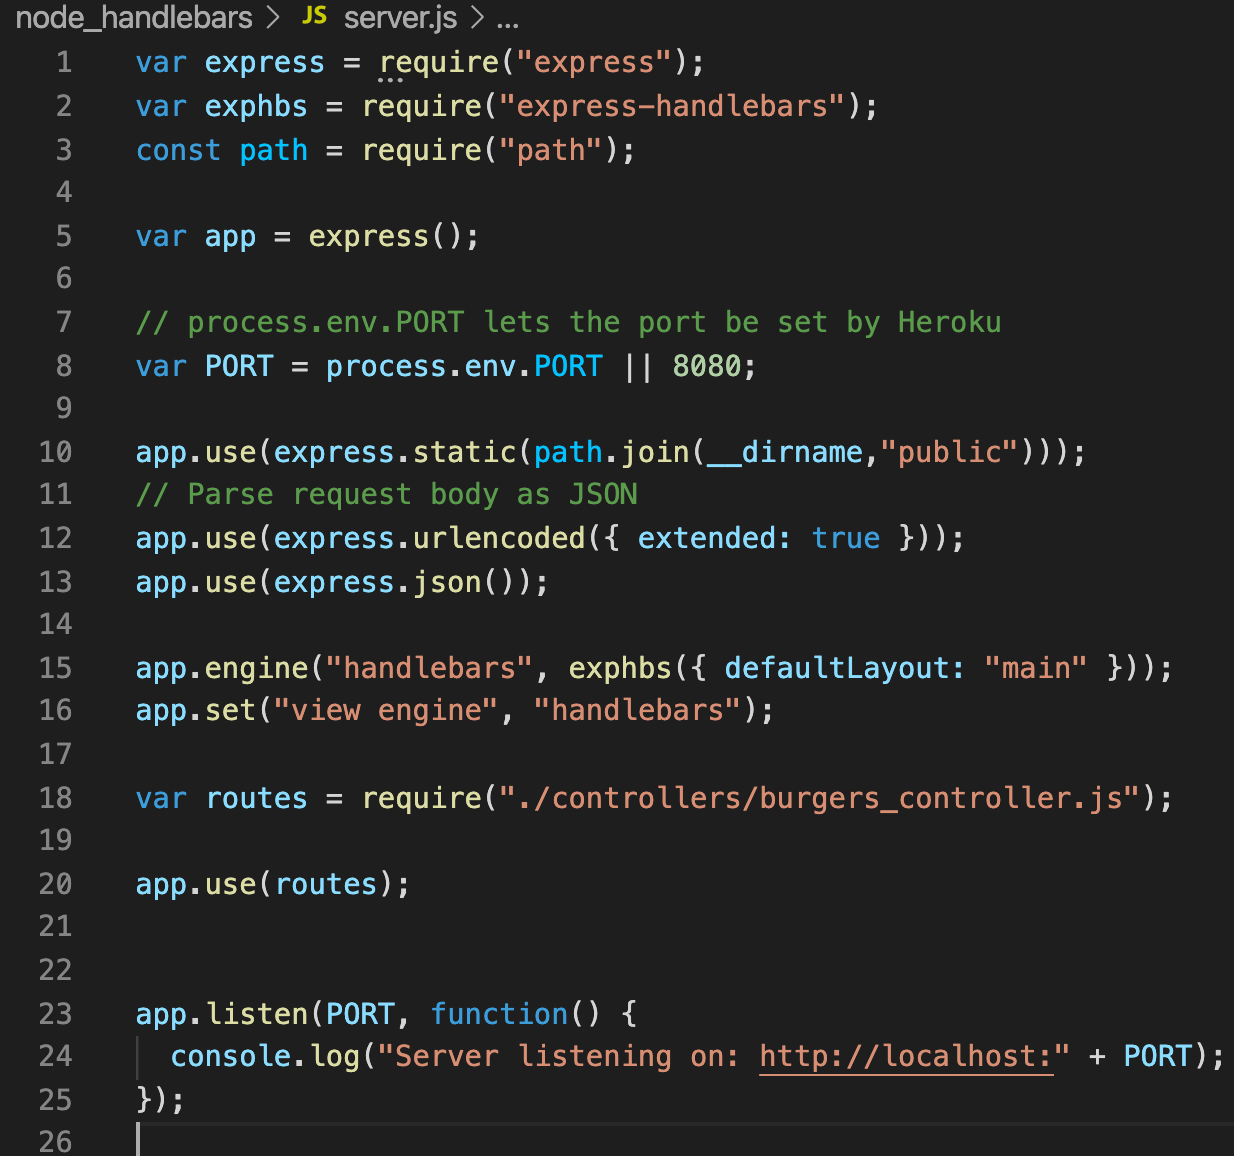 node_handlebars > JS server.js > ...
1 var express = require("express");
2 var exphbs = require("express-handlebars");
3 const path = require("path");
4
5 var app = express();
6
7 // process.env.PORT lets the port be set by Heroku
8 var PORT = process.env.PORT || 8080;
9
10 app.use(express.static(path.join(__dirname,"public")));
11 // Parse request body as JSON
12 app.use(express.urlencoded({ extended: true }));
13 app.use(express.json());
14
15 app.engine("handlebars", exphbs({ defaultLayout: "main" }));
16 app.set("view engine", "handlebars");
17
18 var routes = require("./controllers/burgers_controller.js");
19
20 app.use(routes);
21
22
23 app.listen(PORT, function() {
24   console.log("Server listening on: http://localhost:" + PORT);
25 });
26